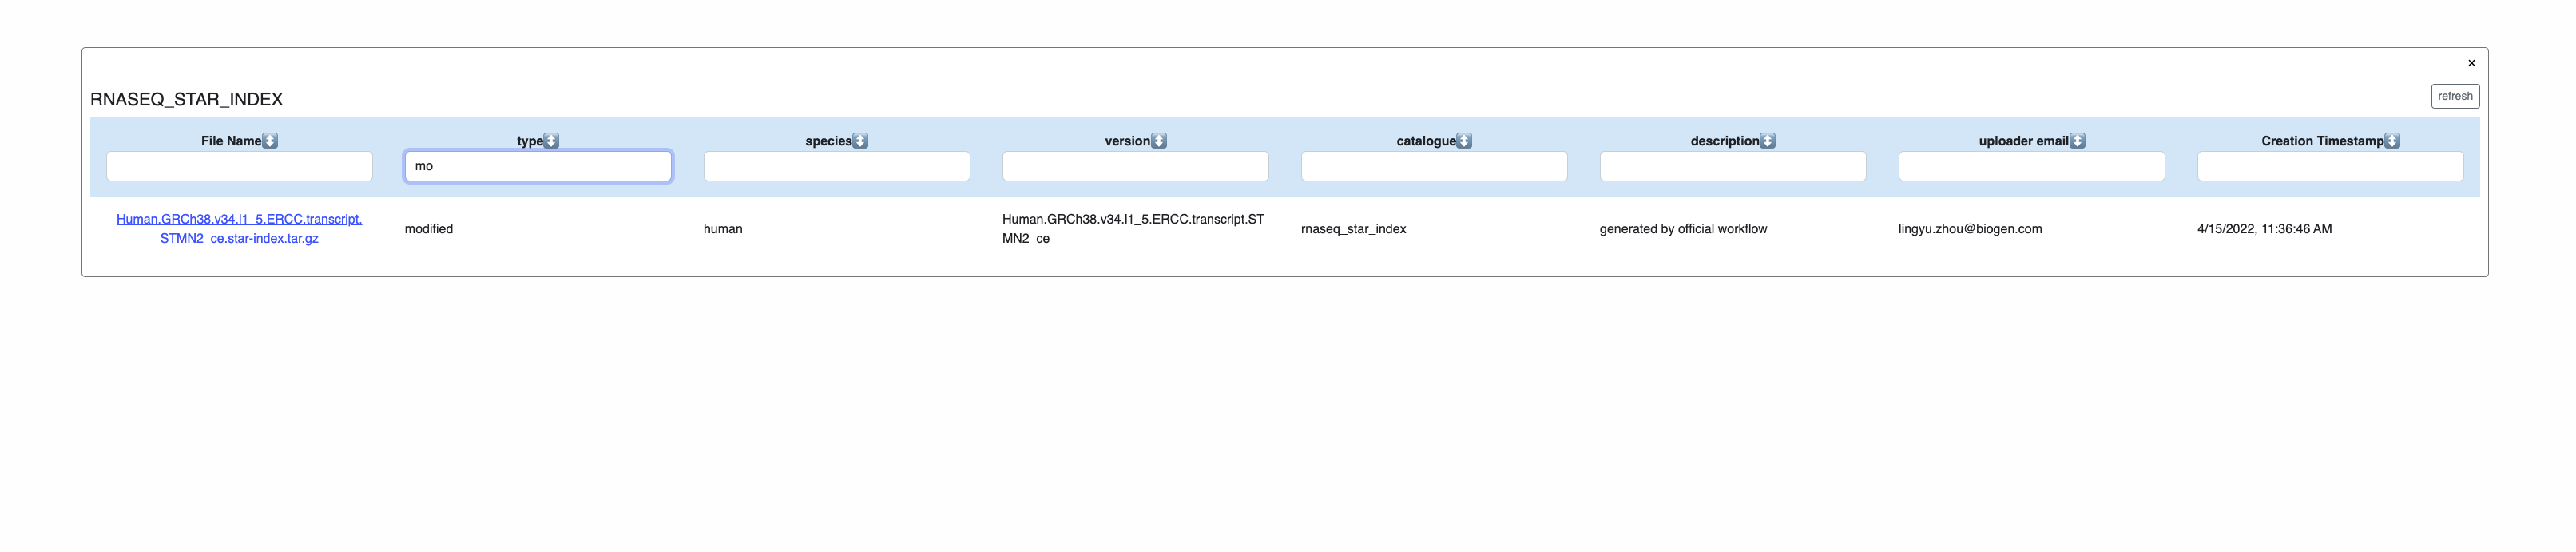 ×
RNASEQ_STAR_INDEX
refresh
File Name type species version catalogue description uploader email Creation Timestamp
mo
Human.GRCh38.v34.l1_5.ERCC.transcript.
STMN2_ce.star-index.tar.gz
modified
human
Human.GRCh38.v34.l1_5.ERCC.transcript.ST
MN2_ce
rnaseq_star_index
generated by official workflow
lingyu.zhou@biogen.com
4/15/2022, 11:36:46 AM